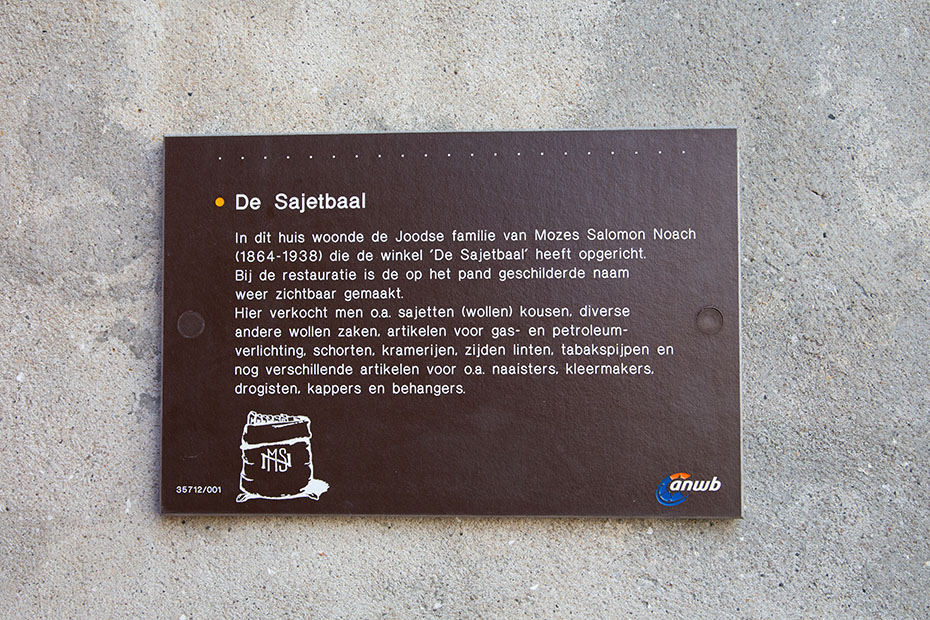 De Sajetbaal
In dit huis woonde de Joodse familie van Mozes Salomon Noach
(1864-1938) die de winkel 'De Sajetbaal' heeft opgericht.
Bij de restauratie is de op het pand geschilderde naam
weer zichtbaar gemaakt.
Hier verkocht men o.a. sajetten (wollen) kousen, diverse
andere wollen zaken, artikelen voor gas- en petroleum-
verlichting, schorten, kramerijen, zijden linten, tabakspijpen en
nog verschillende artikelen voor o.a. naaisters, kleermakers,
drogisten, kappers en behangers.
MSN
35712/001
anwb